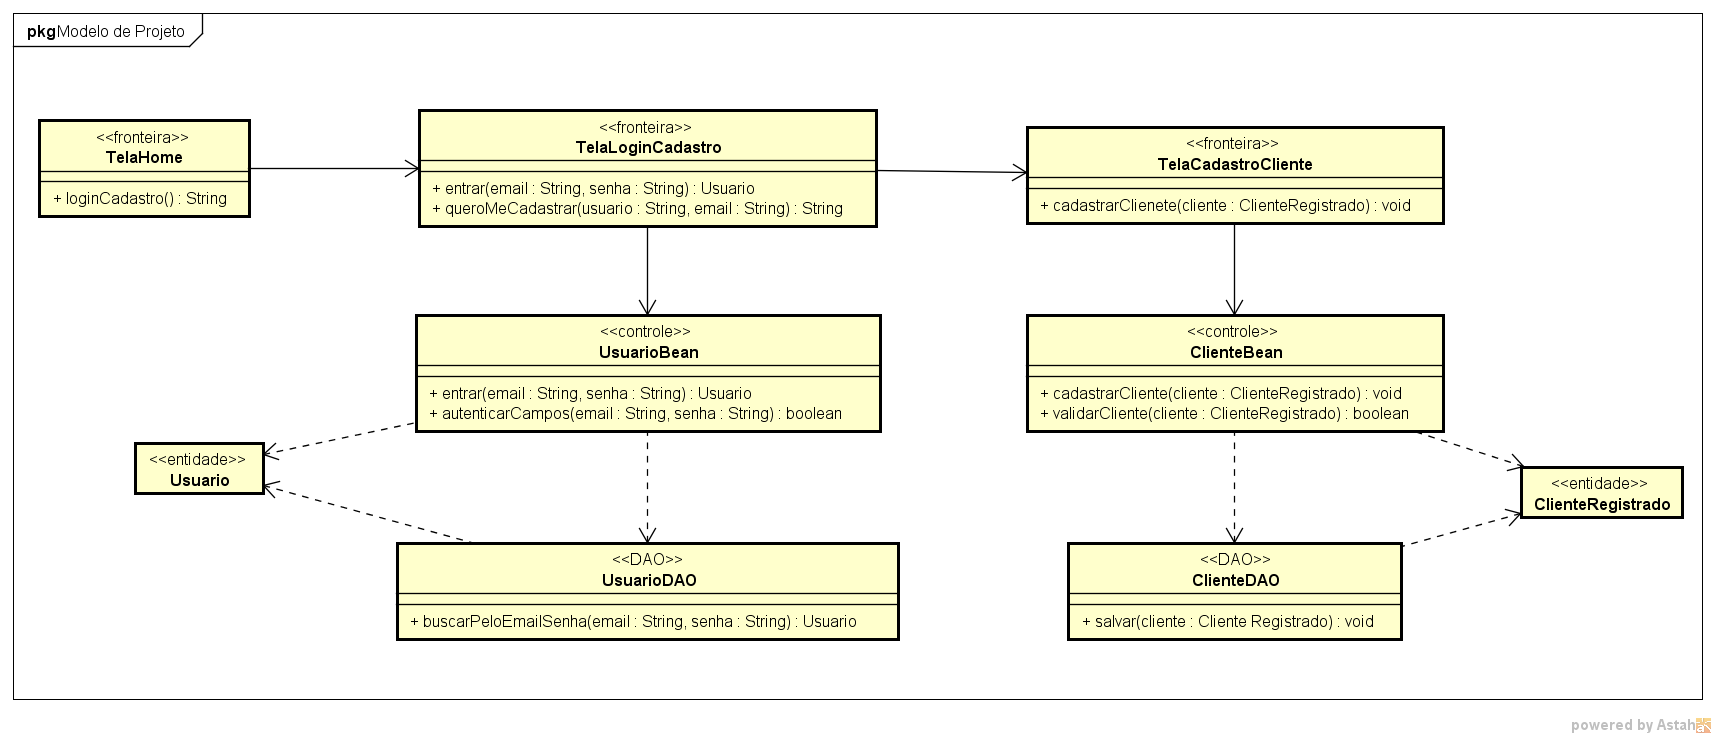 pkg Modelo de Projeto
<<fronteira>>
TelaHome
+ loginCadastro() : String
<<fronteira>>
TelaLoginCadastro
+ entrar(email : String, senha : String) : Usuario
+ queroMeCadastrar(usuario : String, email : String) : String
<<fronteira>>
TelaCadastroCliente
+ cadastrarClienete(cliente : ClienteRegistrado) : void
<<controle>>
UsuarioBean
+ entrar(email : String, senha : String) : Usuario
+ autenticarCampos(email : String, senha : String) : boolean
<<controle>>
ClienteBean
+ cadastrarCliente(cliente : ClienteRegistrado) : void
+ validarCliente(cliente : ClienteRegistrado) : boolean
<<entidade>>
Usuario
<<entidade>>
ClienteRegistrado
<<DAO>>
UsuarioDAO
+ buscarPeloEmailSenha(email : String, senha : String) : Usuario
<<DAO>>
ClienteDAO
+ salvar(cliente : Cliente Registrado) : void
powered by Astah